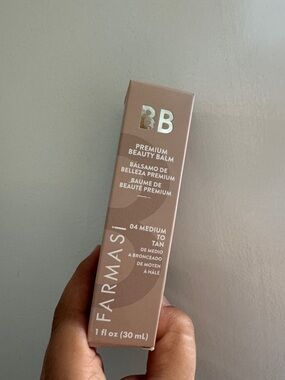 BB
PREMIUM
BEAUTY BALM
BÁLSAMO DE
BELLEZA PREMIUM
BAUME DE
BEAUTÉ PREMIUM
04 MEDIUM
TO
TAN
DE MEDIO
A BRONCEADO
DE MOYEN
À HÂLÉ
FARMASI
1 fl oz (30 mL)